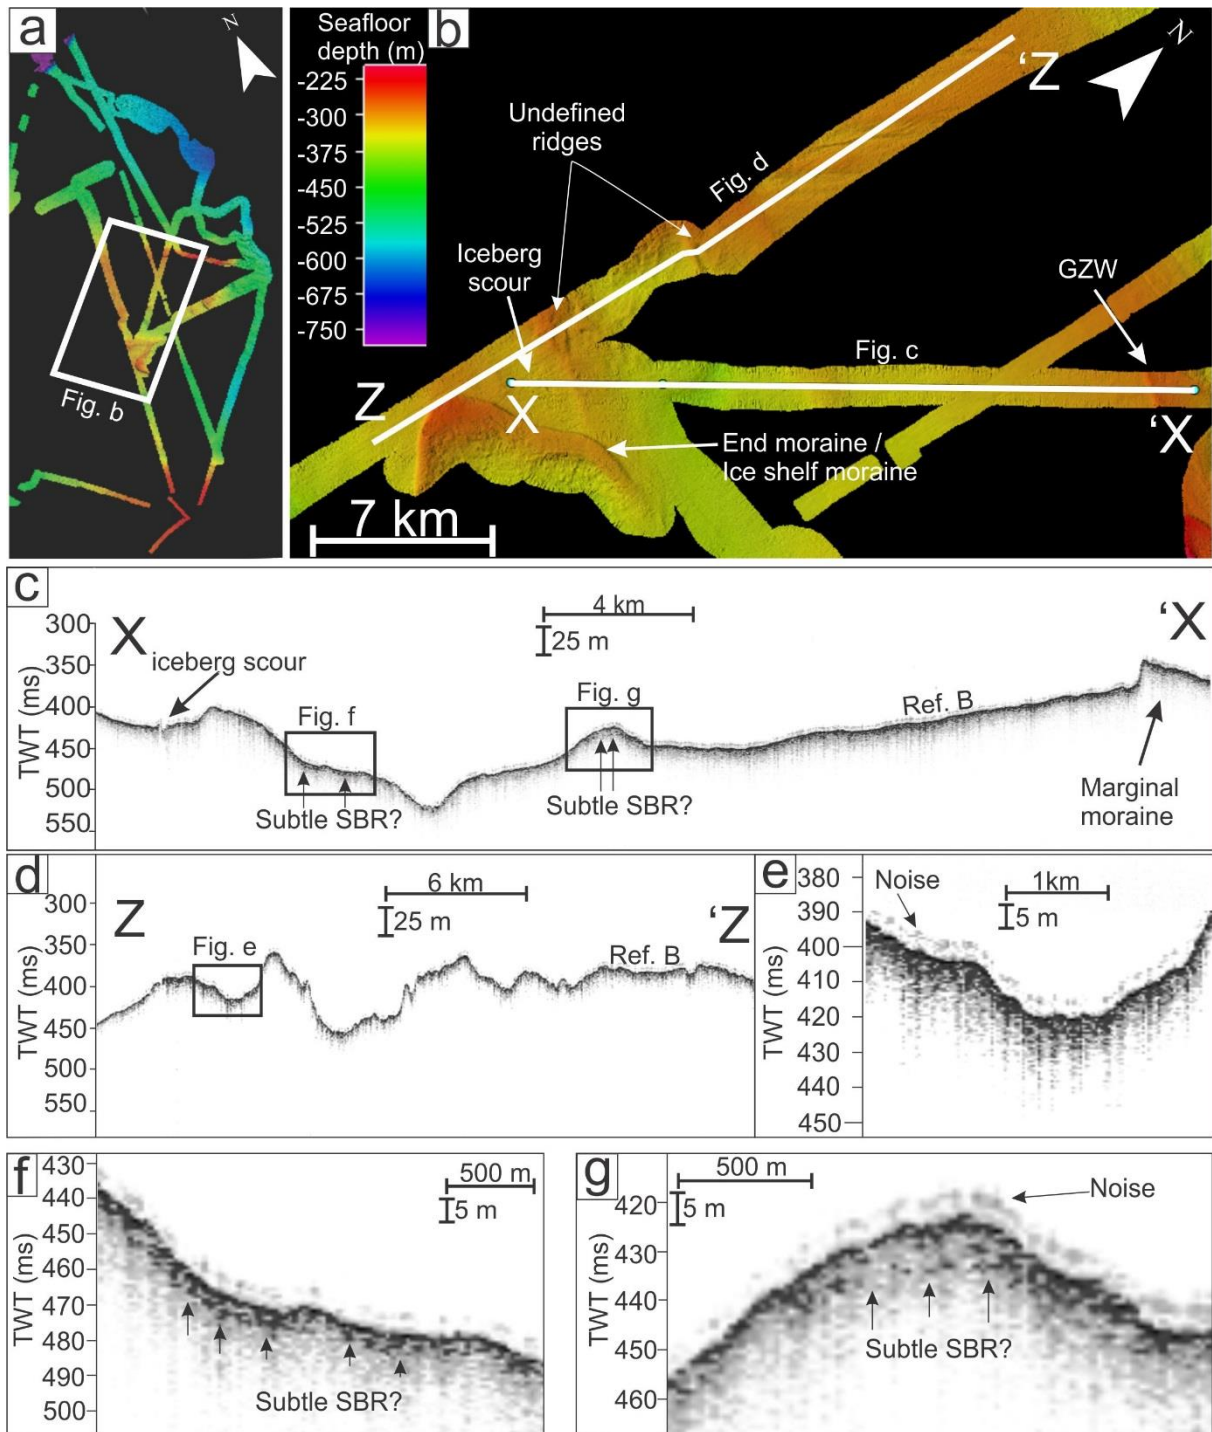 a
N
Fig. b
Seafloor
depth (m)
-225
-300
-375
-450
-525
-600
-675
-750
b
N
'Z
Undefined
ridges
Fig. d
Iceberg
scour
GZW
Fig. c
Z
X
'X
End moraine /
Ice shelf moraine
7 km
c
300
350
400
450
500
550
TWT (ms)
X
'X
4 km
25 m
iceberg scour
Fig. f
Fig. g
Ref. B
Subtle SBR?
Subtle SBR?
Marginal
moraine
d
300
400
450
500
550
TWT (ms)
Z
'Z
6 km
25 m
Fig. e
Ref. B
e
380
390
400
410
420
430
440
450
TWT (ms)
Noise
1km
5 m
f
430
440
450
460
470
480
490
500
TWT (ms)
500 m
5 m
Subtle SBR?
g
420
430
440
450
460
TWT (ms)
500 m
5 m
Noise
Subtle SBR?